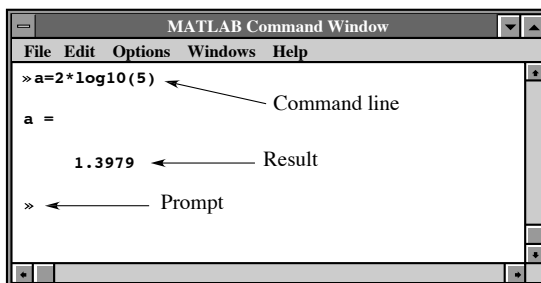 MATLAB Command Window
File Edit Options Windows Help
»a=2*log10(5)
Command line
a =
1.3979
Result
»
Prompt